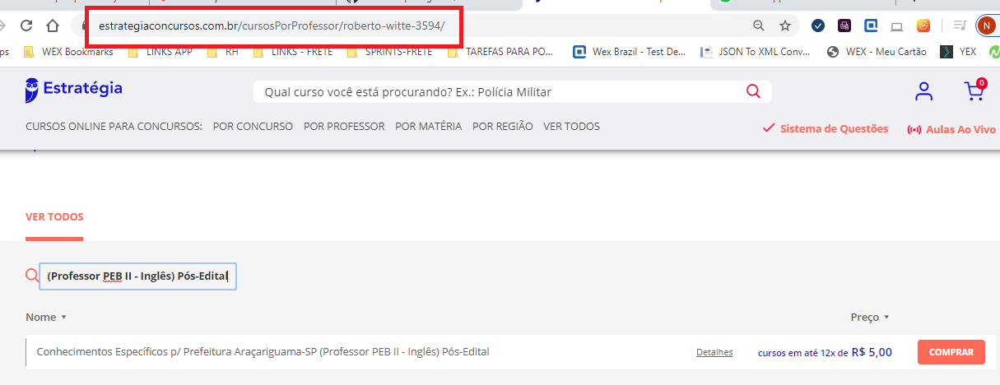 estrategiaconcursos.com.br/cursosPorProfessor/roberto-witte-3594/
N
ps WEX Bookmarks LINKS APP RH LINKS - FRETE SPRINTS-FRETE TAREFAS PARA PO... Wex Brazil - Test De... JSON To XML Conv... WEX - Meu Cartão YEX
Estratégia
Qual curso você está procurando? Ex.: Polícia Militar
0
CURSOS ONLINE PARA CONCURSOS: POR CONCURSO POR PROFESSOR POR MATÉRIA POR REGIÃO VER TODOS
Sistema de Questões Aulas Ao Vivo
VER TODOS
(Professor PEB II - Inglês) Pós-Edital
Nome Preço
Conhecimentos Específicos p/ Prefeitura Araçariguama-SP (Professor PEB II - Inglês) Pós-Edital Detalhes cursos em até 12x de R$ 5,00 COMPRAR